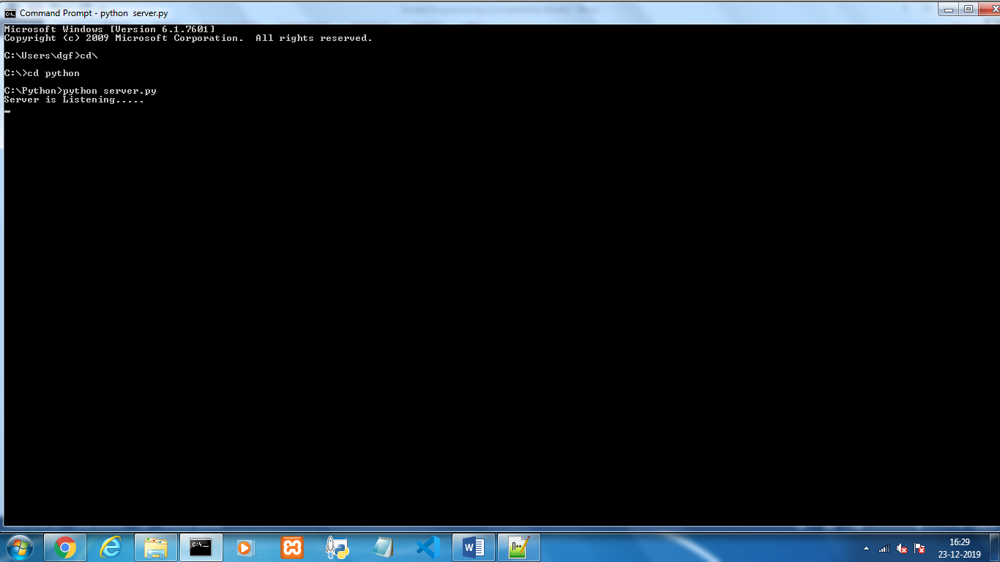 Command Prompt - python  server.py
Microsoft Windows [Version 6.1.7601]
Copyright (c) 2009 Microsoft Corporation.  All rights reserved.
C:\Users\dgf>cd\
C:\>cd python
C:\Python>python server.py
Server is Listening.....
16:29
23-12-2019